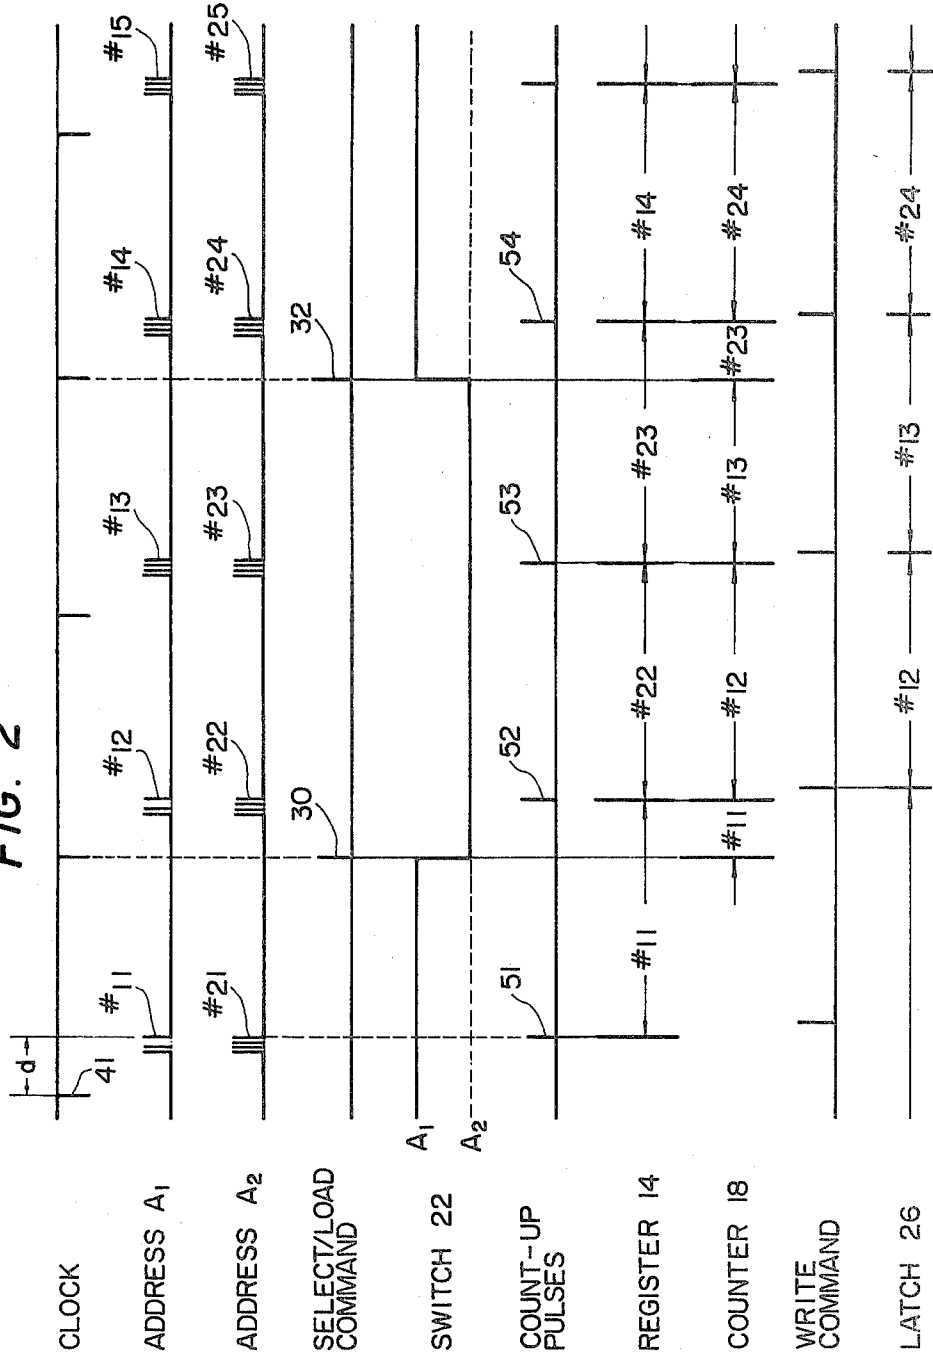 FIG. 2
CLOCK
d
41
ADDRESS A1
#11
#12
#13
#14
#15
ADDRESS A2
#21
#22
#23
#24
#25
SELECT/LOAD
COMMAND
30
32
SWITCH 22
A1
A2
COUNT-UP
PULSES
51
52
53
54
REGISTER 14
#11
#22
#23
#14
COUNTER 18
#11
#12
#13
#23
#24
WRITE
COMMAND
LATCH 26
#12
#13
#24